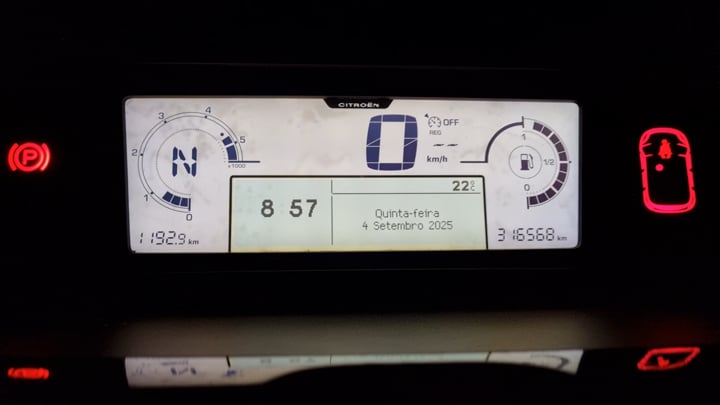 CITROËN
4
3
2
1
0
5
x1000
N
1192.9 km
0
km/h
OFF
REG
-- --
1
1/2
0
8 57
22°C
Quinta-feira
4 Setembro 2025
316568 km
P